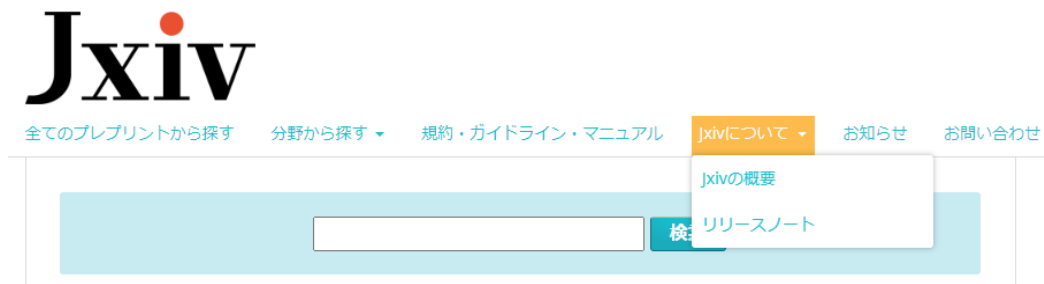 Jxiv
全てのプレプリントから探す 分野から探す 規約・ガイドライン・マニュアル Jxivについて お知らせ お問い合わせ
Jxivの概要
リリースノート
検